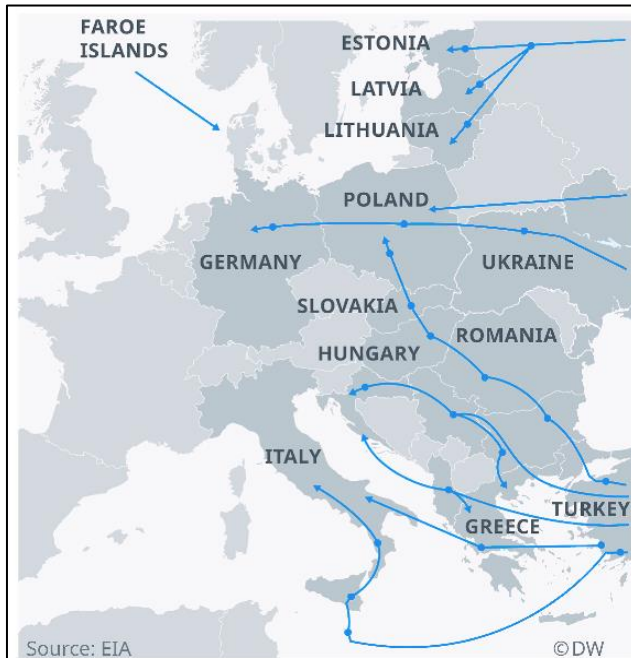 FAROE
ISLANDS
ESTONIA
LATVIA
LITHUANIA
POLAND
GERMANY
UKRAINE
SLOVAKIA
ROMANIA
HUNGARY
ITALY
TURKEY
GREECE
Source: EIA
©DW